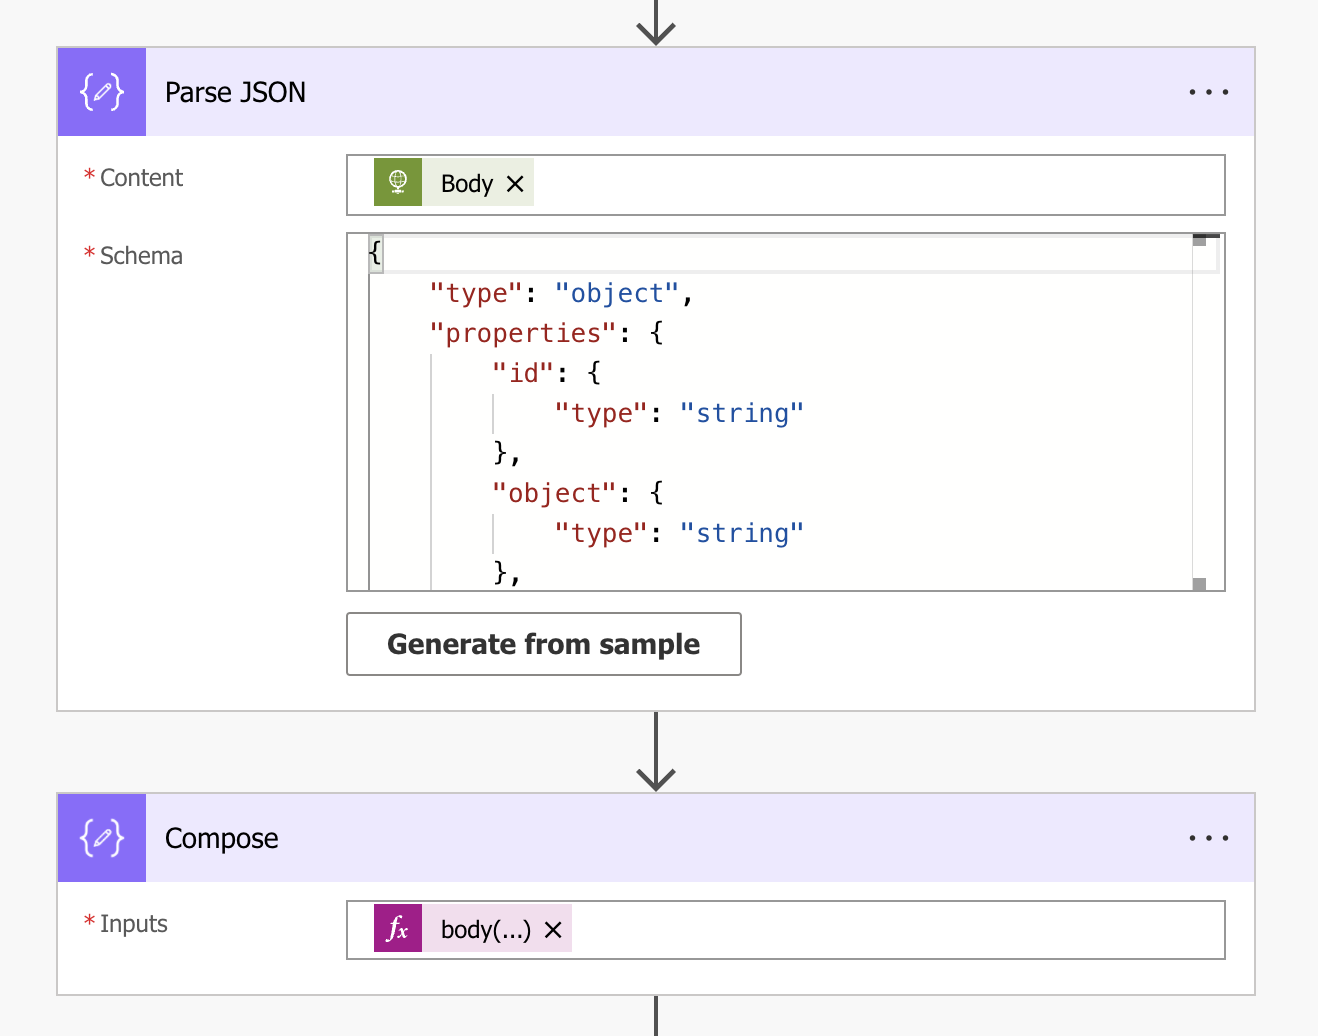 Parse JSON
...
* Content
Body ×
* Schema
{
    "type": "object",
    "properties": {
        "id": {
            "type": "string"
        },
        "object": {
            "type": "string"
        },
Generate from sample
Compose
...
* Inputs
fx body(...) ×